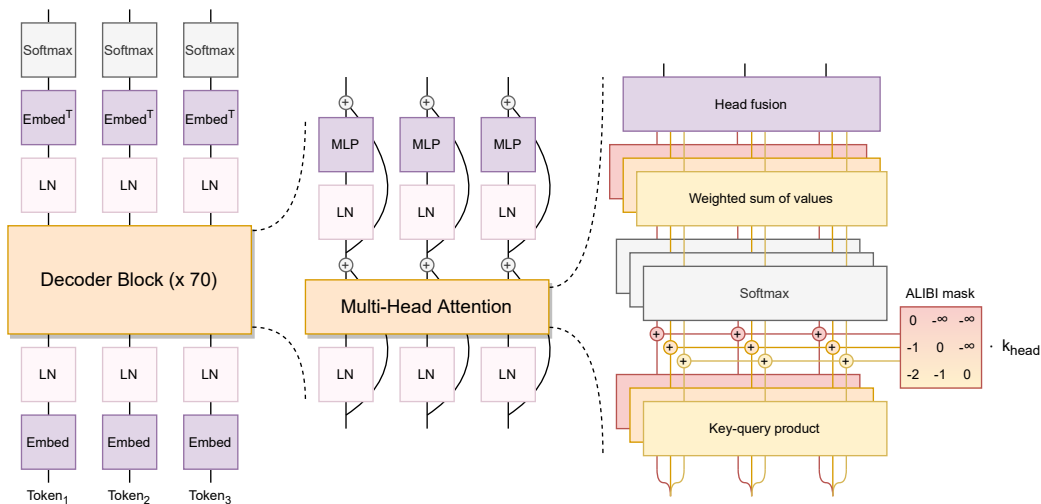 Softmax Softmax Softmax
Embed^T Embed^T Embed^T
LN LN LN
Decoder Block (x 70)
LN LN LN
Embed Embed Embed
Token₁ Token₂ Token₃
+ + +
MLP MLP MLP
LN LN LN
+ + +
Multi-Head Attention
LN LN LN
Head fusion
Weighted sum of values
Softmax
+ + +
+ + +
+ + +
Key-query product
ALIBI mask
0 -∞ -∞
-1 0 -∞
-2 -1 0
· k_head